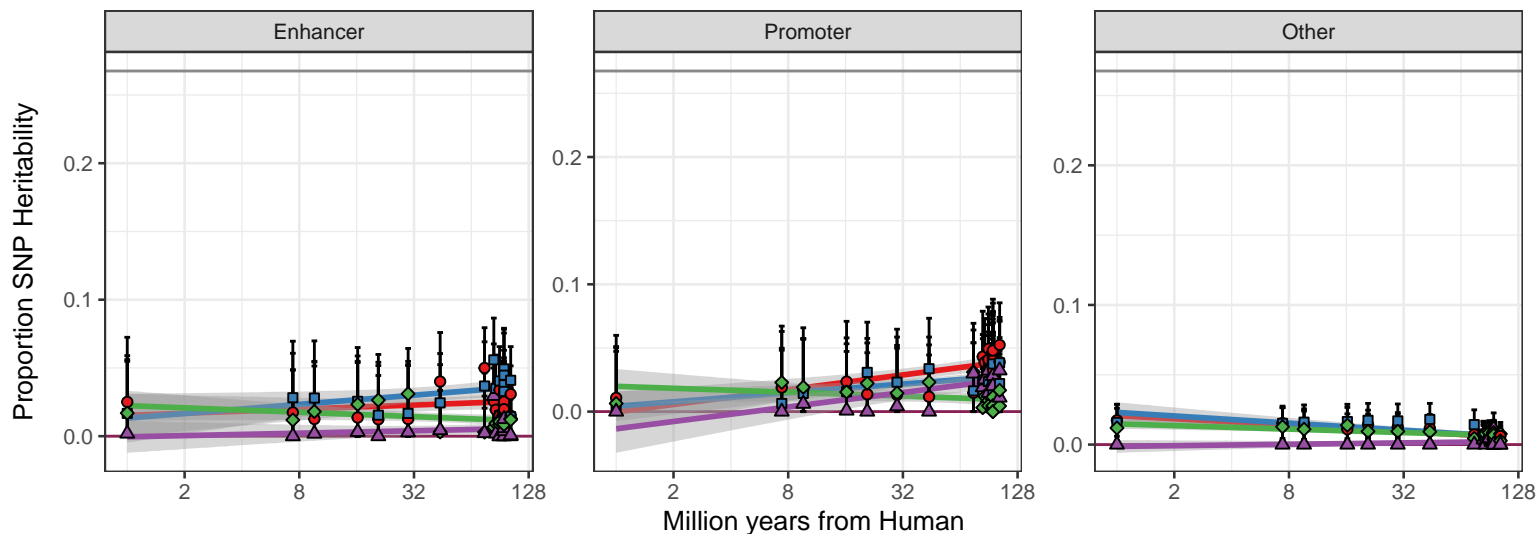 Enhancer
Promoter
Other
Proportion SNP Heritability
0.2
0.1
0.0
0.2
0.1
0.0
0.2
0.1
0.0
2 8 32 128
2 8 32 128
2 8 32 128
Million years from Human